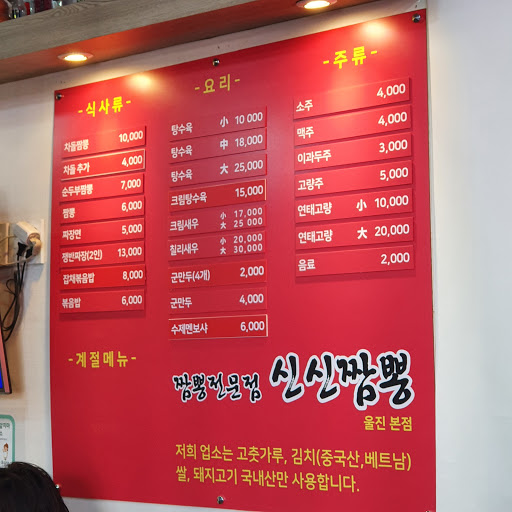 -식사류-
차돌짬뽕 10,000
차돌 추가 4,000
순두부짬뽕 7,000
짬뽕 6,000
짜장면 5,000
쟁반짜장(2인) 13,000
잡채볶음밥 8,000
볶음밥 6,000
-계절메뉴-
-요리-
탕수육 小 10 000
탕수육 中 18,000
탕수육 大 25,000
크림탕수육 15,000
크림새우 小 17,000
大 25 000
칠리새우 小 20,000
大 30,000
군만두(4개) 2,000
군만두 4,000
수제멘보샤 6,000
-주류-
소주 4,000
맥주 4,000
이과두주 3,000
고량주 5,000
연태고량 小 10,000
연태고량 大 20,000
음료 2,000
짬뽕전문점 신신짬뽕
울진 본점
저희 업소는 고춧가루, 김치(중국산,베트남)
쌀, 돼지고기 국내산만 사용합니다.